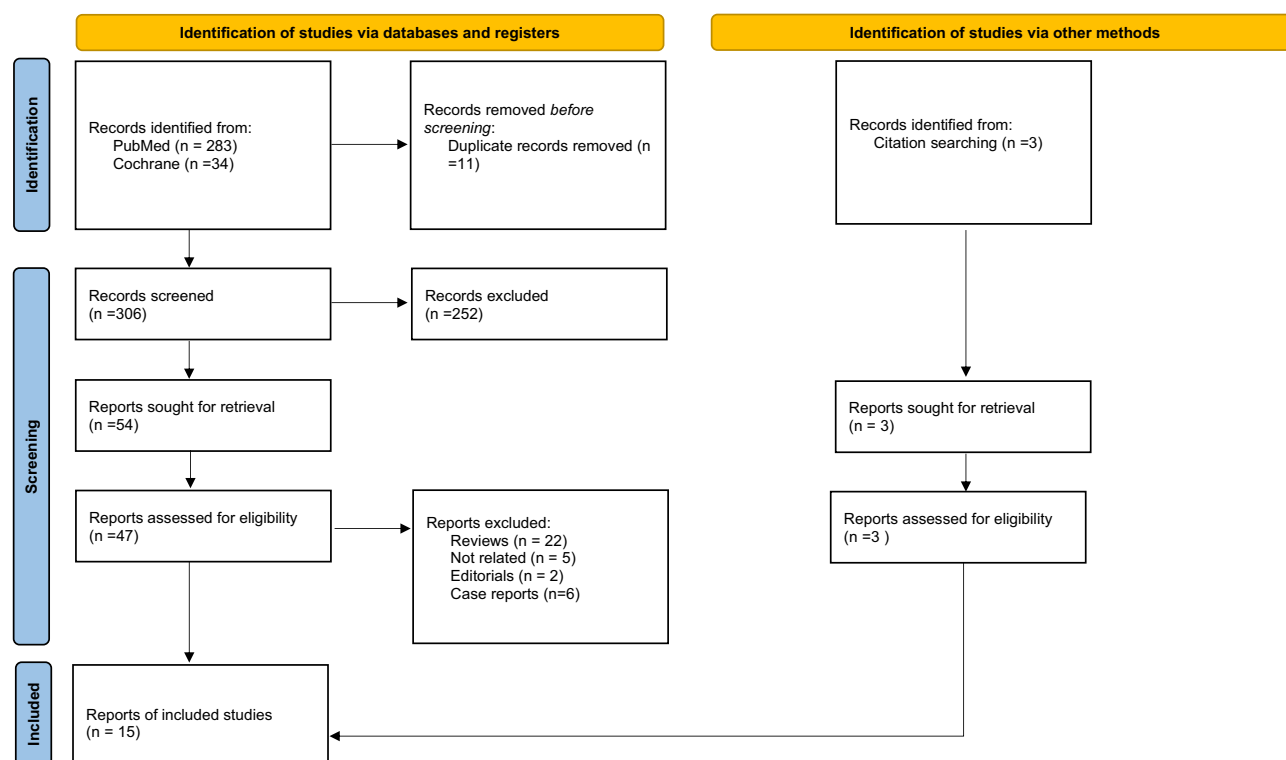 Identification of studies via databases and registers
Identification of studies via other methods
Identification
Records identified from:
PubMed (n = 283)
Cochrane (n =34)
Records removed before
screening:
Duplicate records removed (n
=11)
Records identified from:
Citation searching (n =3)
Screening
Records screened
(n =306)
Records excluded
(n =252)
Reports sought for retrieval
(n =54)
Reports sought for retrieval
(n = 3)
Reports assessed for eligibility
(n =47)
Reports excluded:
Reviews (n = 22)
Not related (n = 5)
Editorials (n = 2)
Case reports (n=6)
Reports assessed for eligibility
(n =3 )
Included
Reports of included studies
(n = 15)